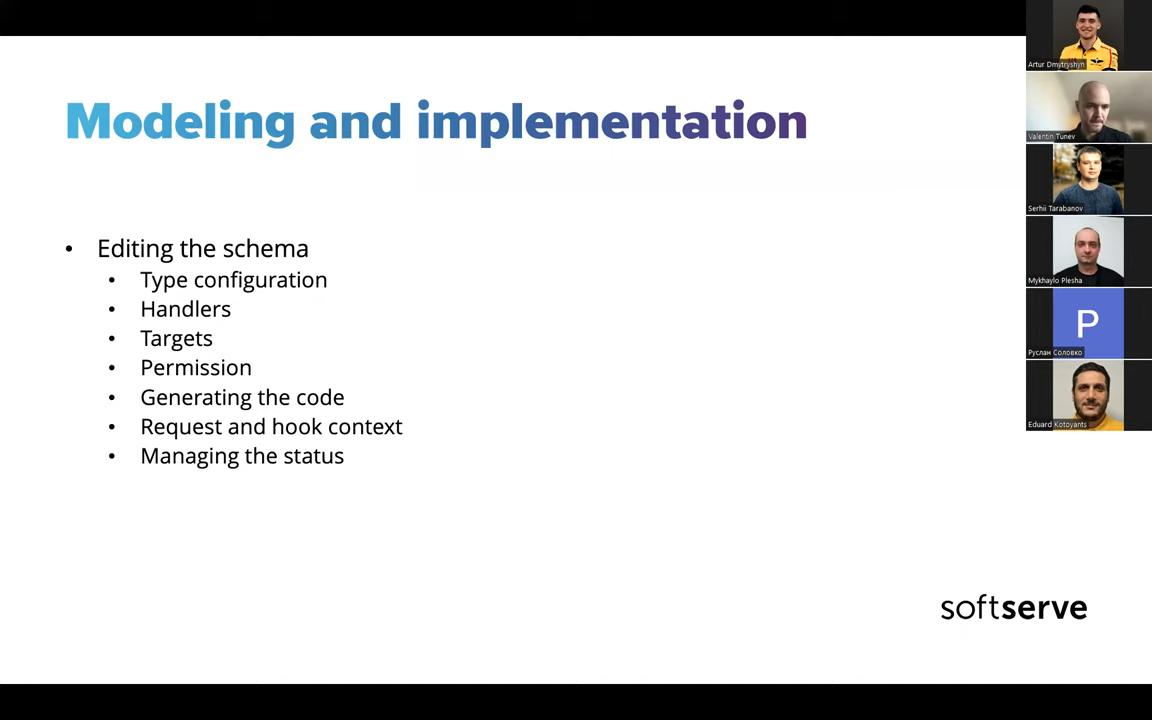 Modeling and implementation
• Editing the schema
• Type configuration
• Handlers
• Targets
• Permission
• Generating the code
• Request and hook context
• Managing the status
softserve
Artur Dmytryshyn
Valentin Tunev
Serhii Tarabanov
Mykhaylo Plesha
P
Руслан Соловко
Eduard Kotoyants